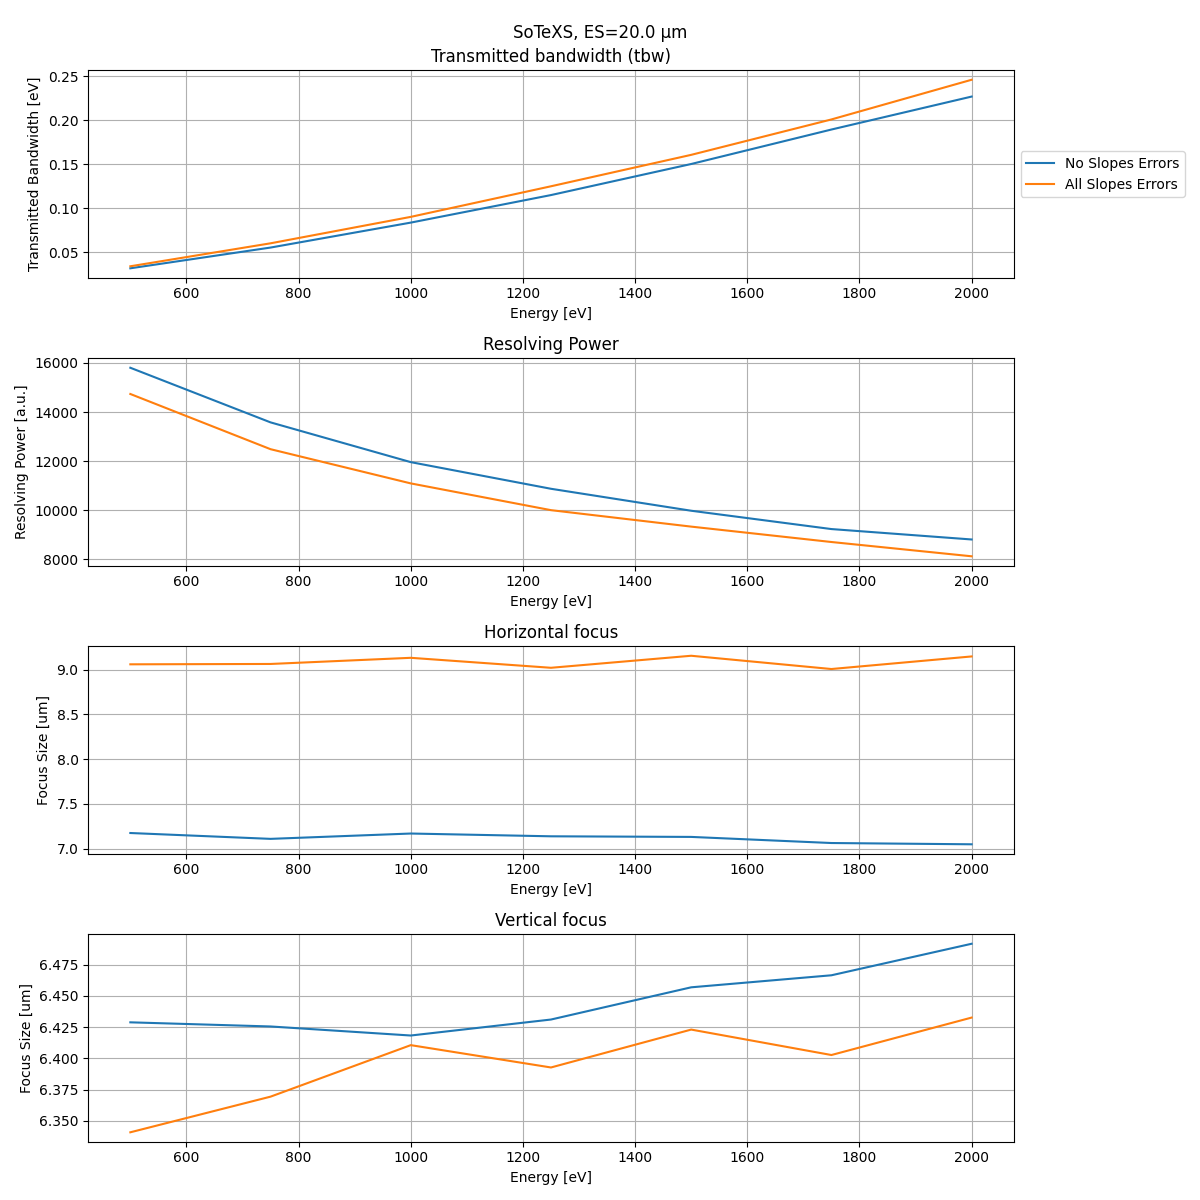 SoTeXS, ES=20.0 µm
Transmitted bandwidth (tbw)
Transmitted Bandwidth [eV]
0.25
0.20
0.15
0.10
0.05
600 800 1000 1200 1400 1600 1800 2000
Energy [eV]
No Slopes Errors
All Slopes Errors
Resolving Power
Resolving Power [a.u.]
16000
14000
12000
10000
8000
600 800 1000 1200 1400 1600 1800 2000
Energy [eV]
Horizontal focus
Focus Size [um]
9.0
8.5
8.0
7.5
7.0
600 800 1000 1200 1400 1600 1800 2000
Energy [eV]
Vertical focus
Focus Size [um]
6.475
6.450
6.425
6.400
6.375
6.350
600 800 1000 1200 1400 1600 1800 2000
Energy [eV]